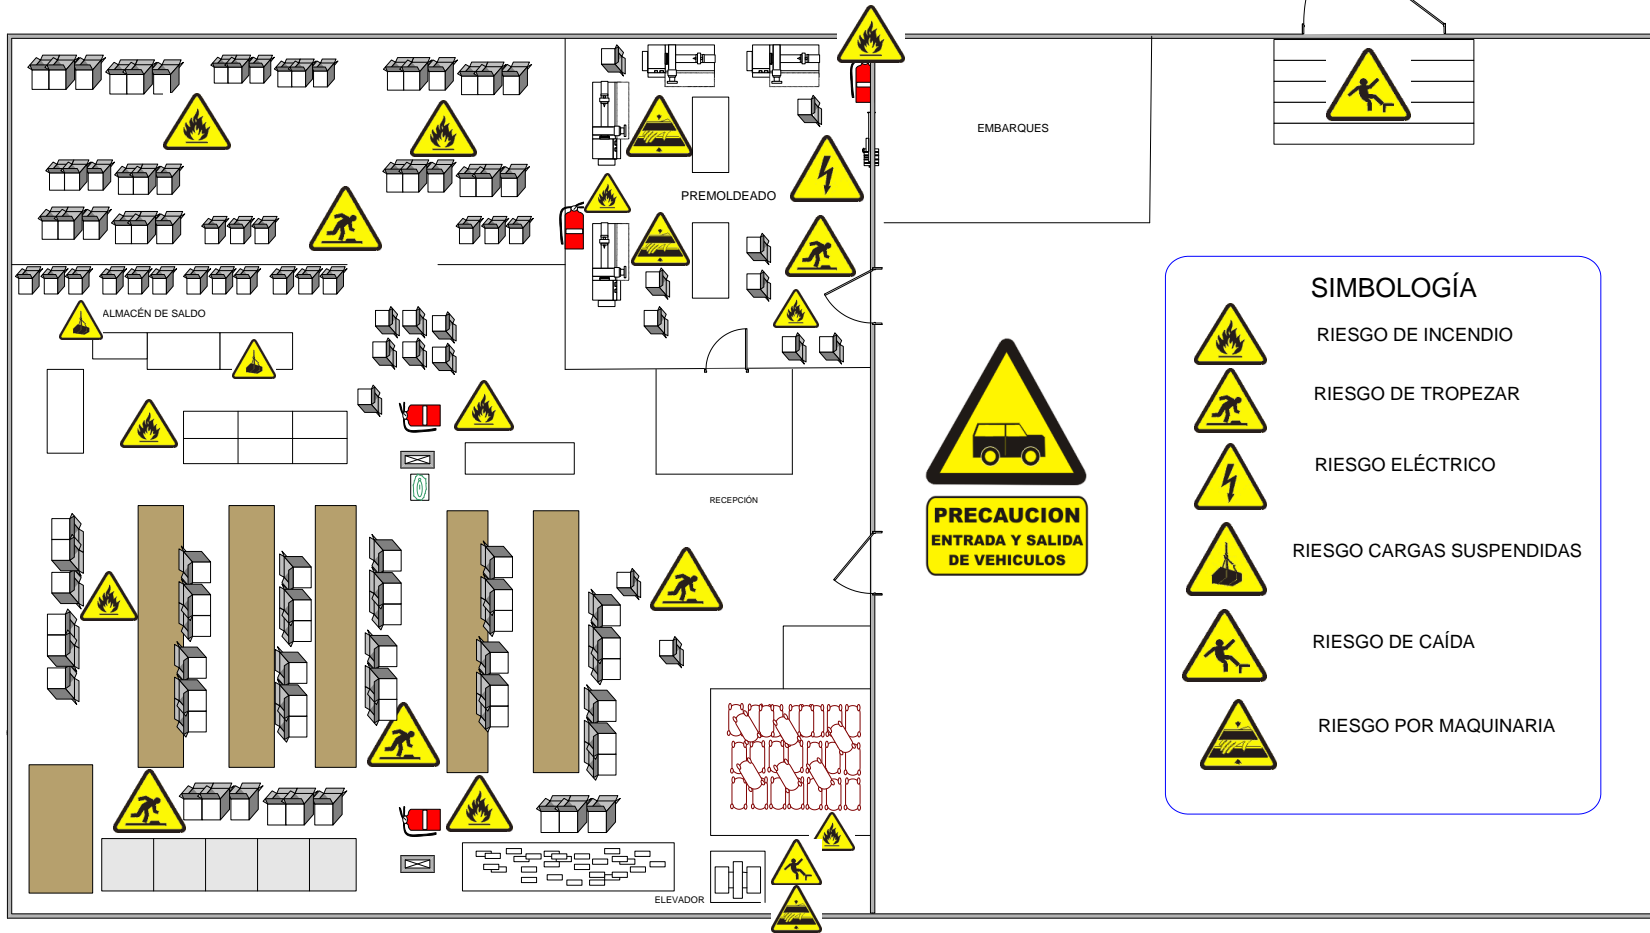 EMBARQUES
PREMOLDEADO
ALMACÉN DE SALDO
RECEPCIÓN
ELEVADOR
PRECAUCION
ENTRADA Y SALIDA
DE VEHICULOS
SIMBOLOGÍA
RIESGO DE INCENDIO
RIESGO DE TROPEZAR
RIESGO ELÉCTRICO
RIESGO CARGAS SUSPENDIDAS
RIESGO DE CAÍDA
RIESGO POR MAQUINARIA